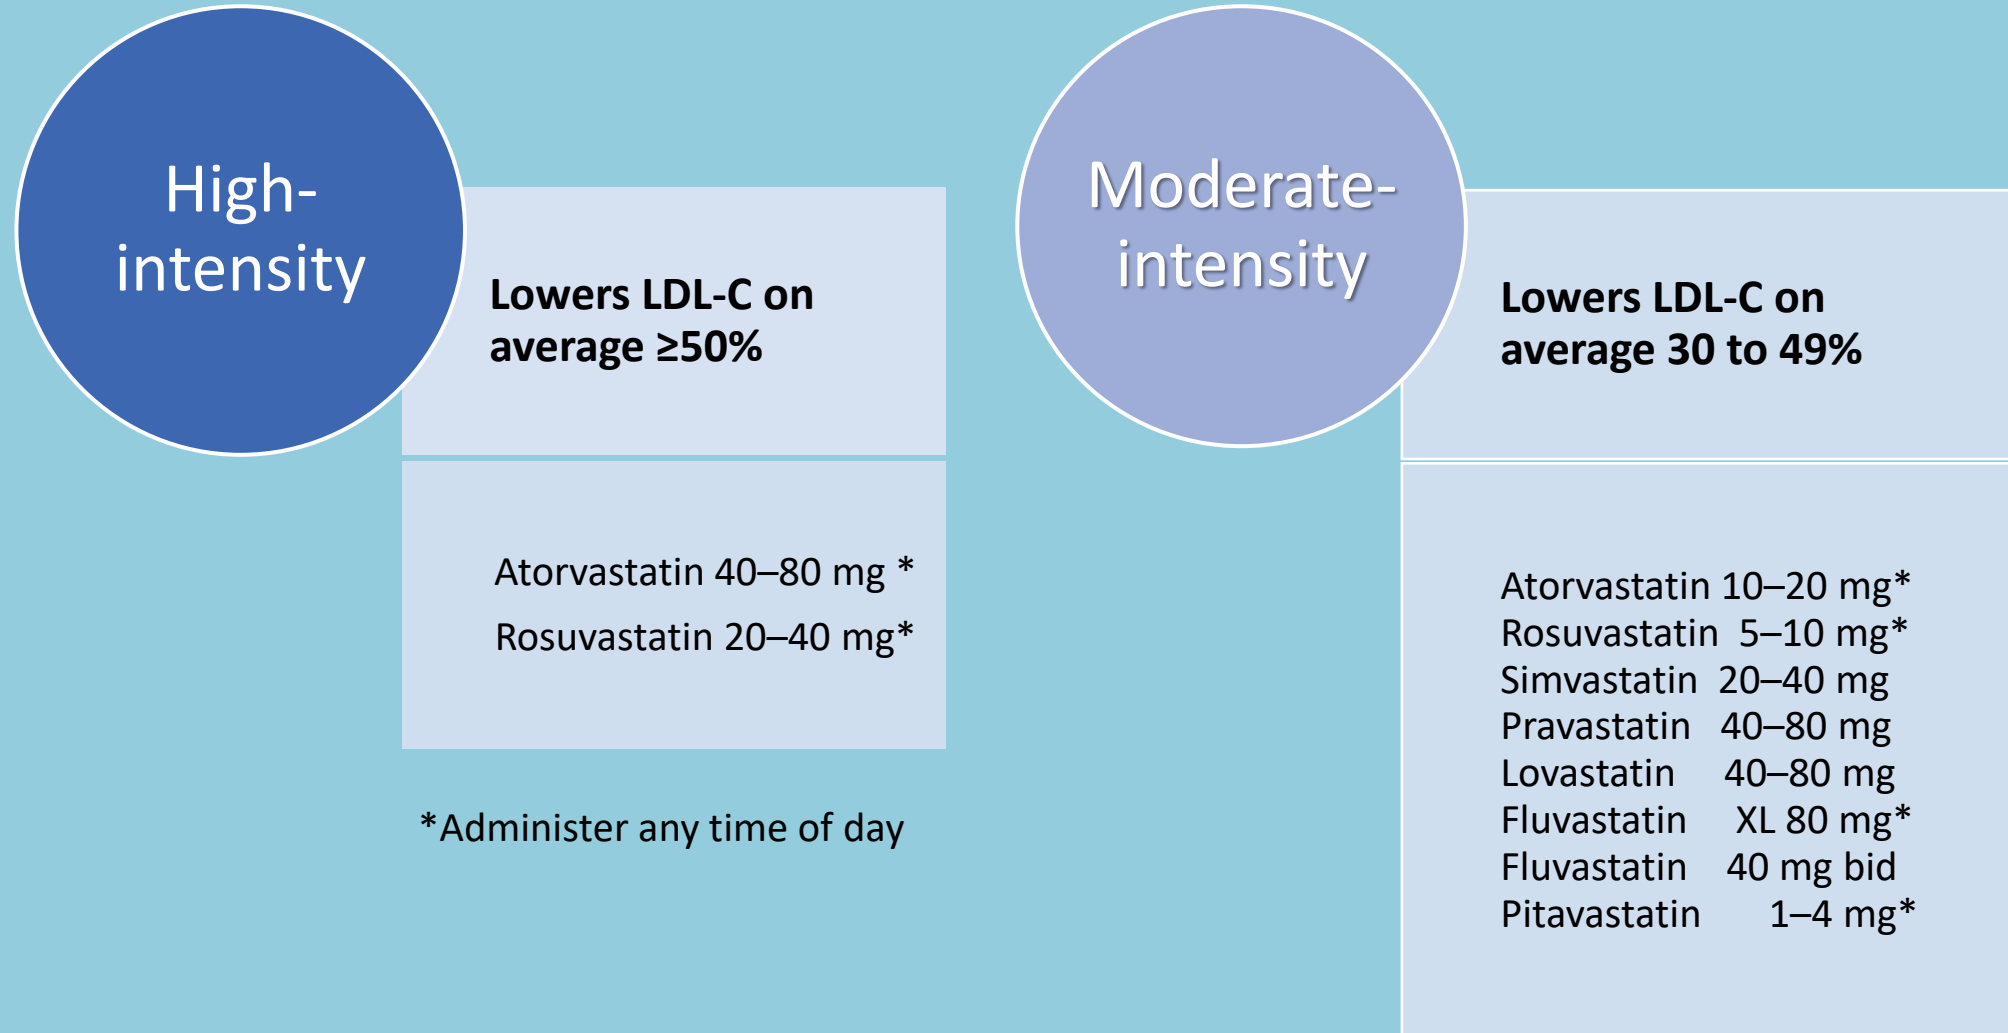 High-
intensity
Lowers LDL-C on
average ≥50%
Atorvastatin 40–80 mg *
Rosuvastatin 20–40 mg*
*Administer any time of day
Moderate-
intensity
Lowers LDL-C on
average 30 to 49%
Atorvastatin 10–20 mg*
Rosuvastatin 5–10 mg*
Simvastatin 20–40 mg
Pravastatin 40–80 mg
Lovastatin 40–80 mg
Fluvastatin XL 80 mg*
Fluvastatin 40 mg bid
Pitavastatin 1–4 mg*